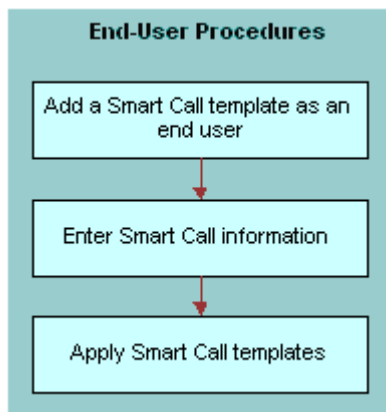 End-User Procedures
Add a Smart Call template as an
end user
Enter Smart Call information
Apply Smart Call templates